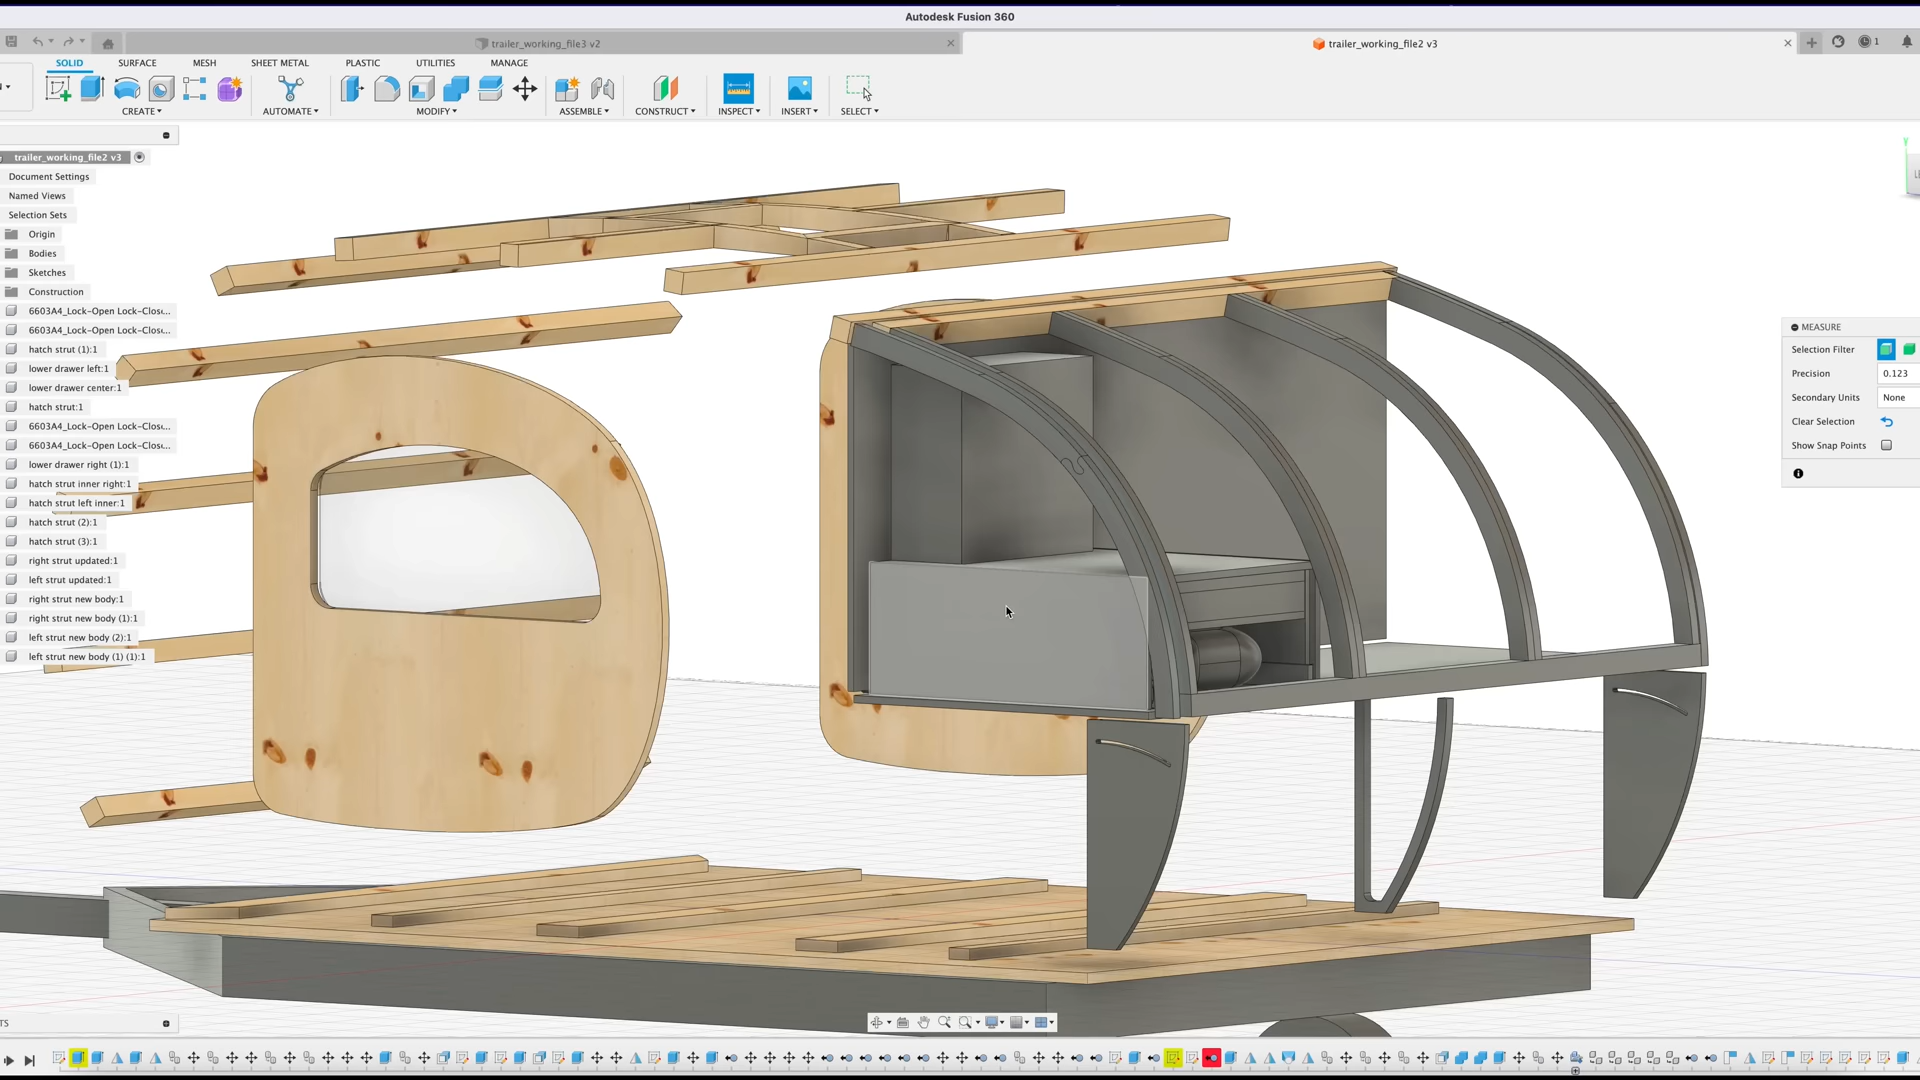 Autodesk Fusion 360
trailer_working_file3 v2
trailer_working_file2 v3
1
SOLID
SURFACE
MESH
SHEET METAL
PLASTIC
UTILITIES
MANAGE
CREATE
AUTOMATE
MODIFY
ASSEMBLE
CONSTRUCT
INSPECT
INSERT
SELECT
trailer_working_file2 v3
Document Settings
Named Views
Selection Sets
Origin
Bodies
Sketches
Construction
6603A4_Lock-Open Lock-Clos...
6603A4_Lock-Open Lock-Clos...
hatch strut (1):1
lower drawer left:1
lower drawer center:1
hatch strut:1
6603A4_Lock-Open Lock-Clos...
6603A4_Lock-Open Lock-Clos...
lower drawer right (1):1
hatch strut inner right:1
hatch strut left inner:1
hatch strut (2):1
hatch strut (3):1
right strut updated:1
left strut updated:1
right strut new body:1
right strut new body (1):1
left strut new body (2):1
left strut new body (1) (1):1
Y
MEASURE
Selection Filter
Precision
0.123
Secondary Units
None
Clear Selection
Show Snap Points
TS